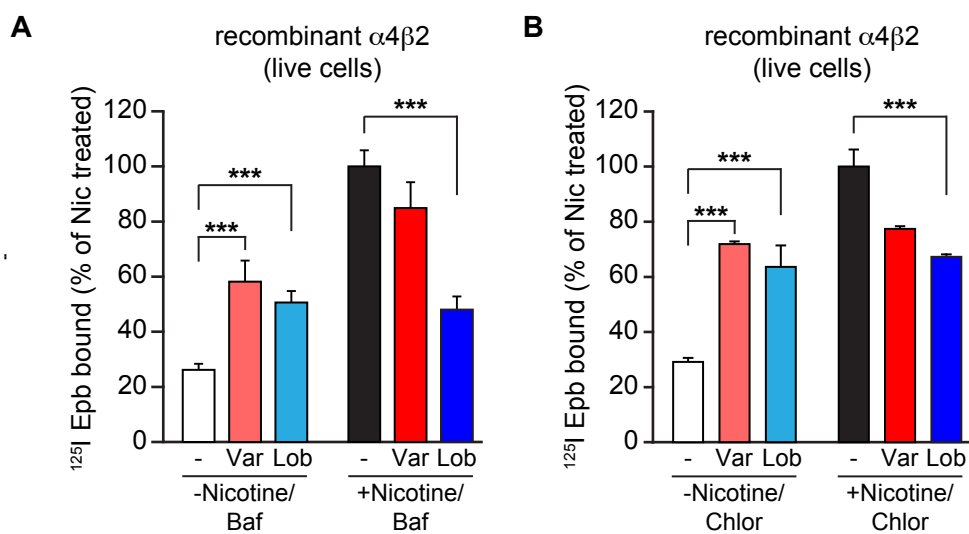 A
recombinant α4β2
(live cells)
125I Epb bound (% of Nic treated)
120
100
80
60
40
20
0
***
***
***
- Var Lob - Var Lob
-Nicotine/ +Nicotine/
Baf Baf
B
recombinant α4β2
(live cells)
125I Epb bound (% of Nic treated)
120
100
80
60
40
20
0
***
***
***
- Var Lob - Var Lob
-Nicotine/ +Nicotine/
Chlor Chlor